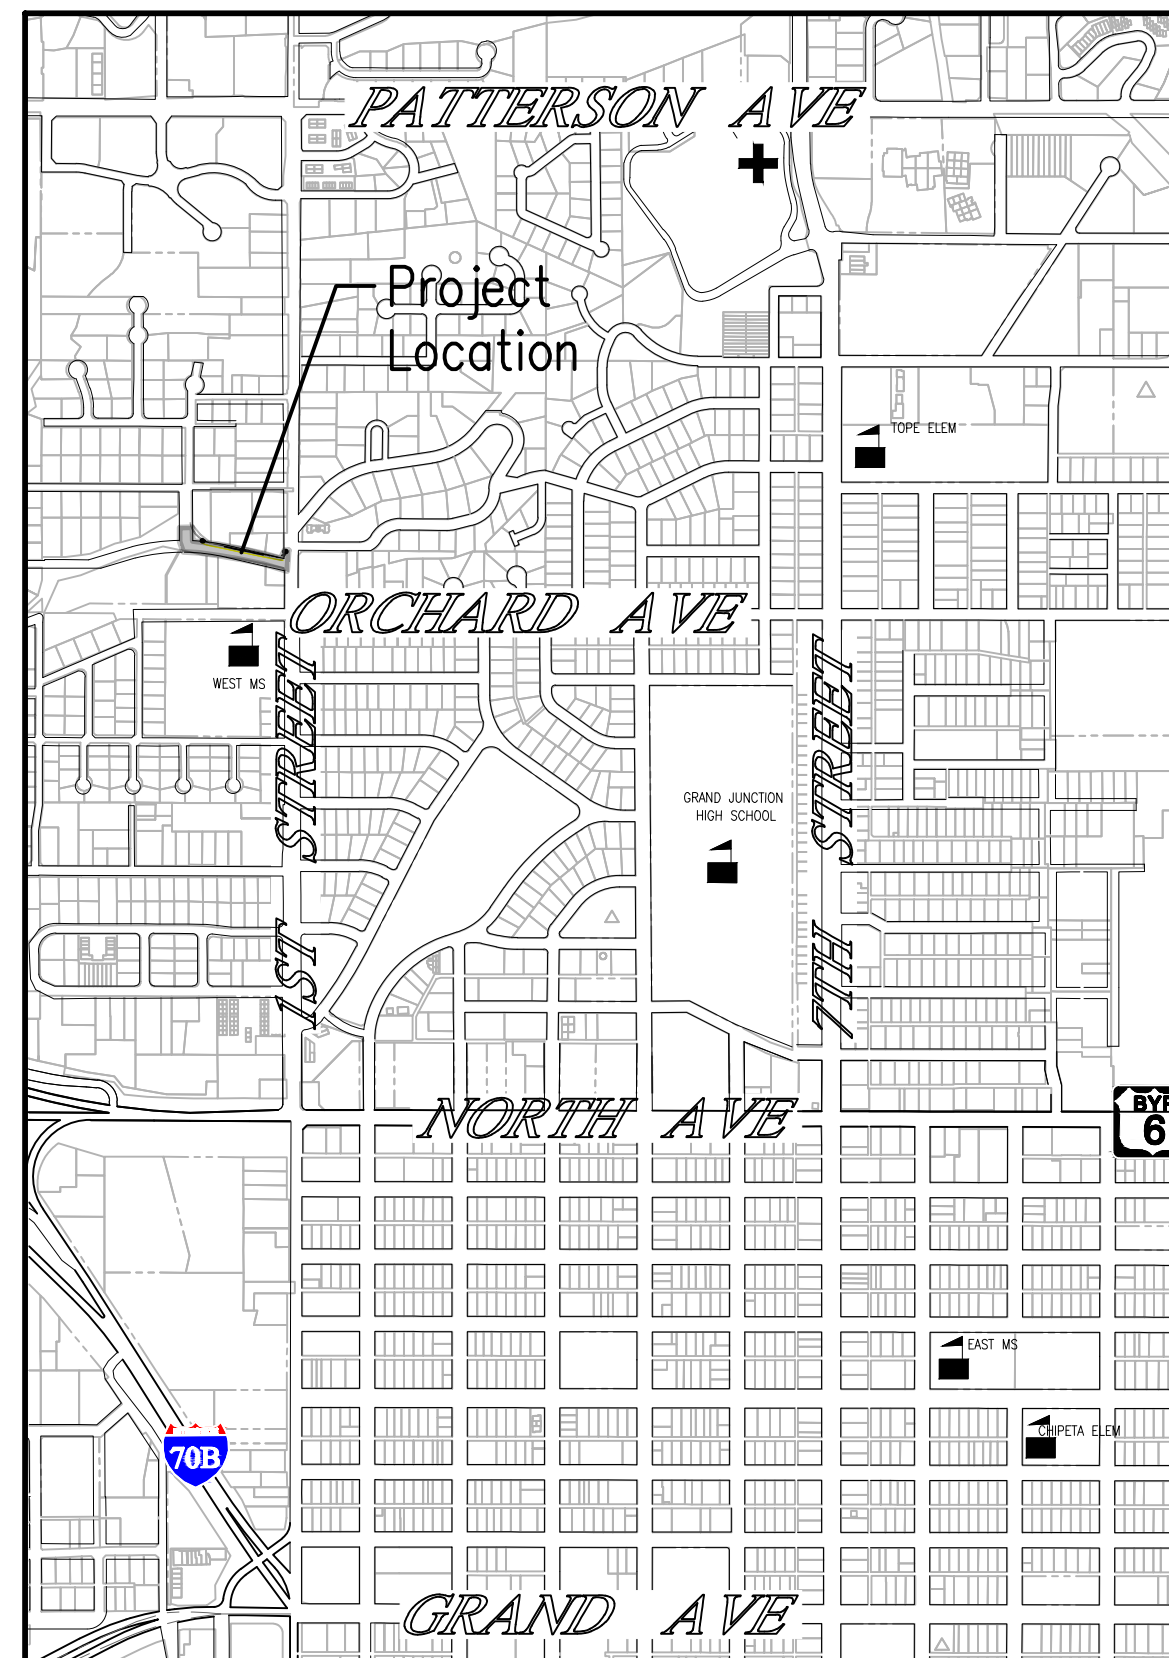 PATTERSON AVE
Project
Location
TOPE ELEM
ORCHARD AVE
WEST MS
1ST STREET
7TH STREET
GRAND JUNCTION
HIGH SCHOOL
NORTH AVE
BYP
6
EAST MS
CHIPETA ELEM
70B
GRAND AVE